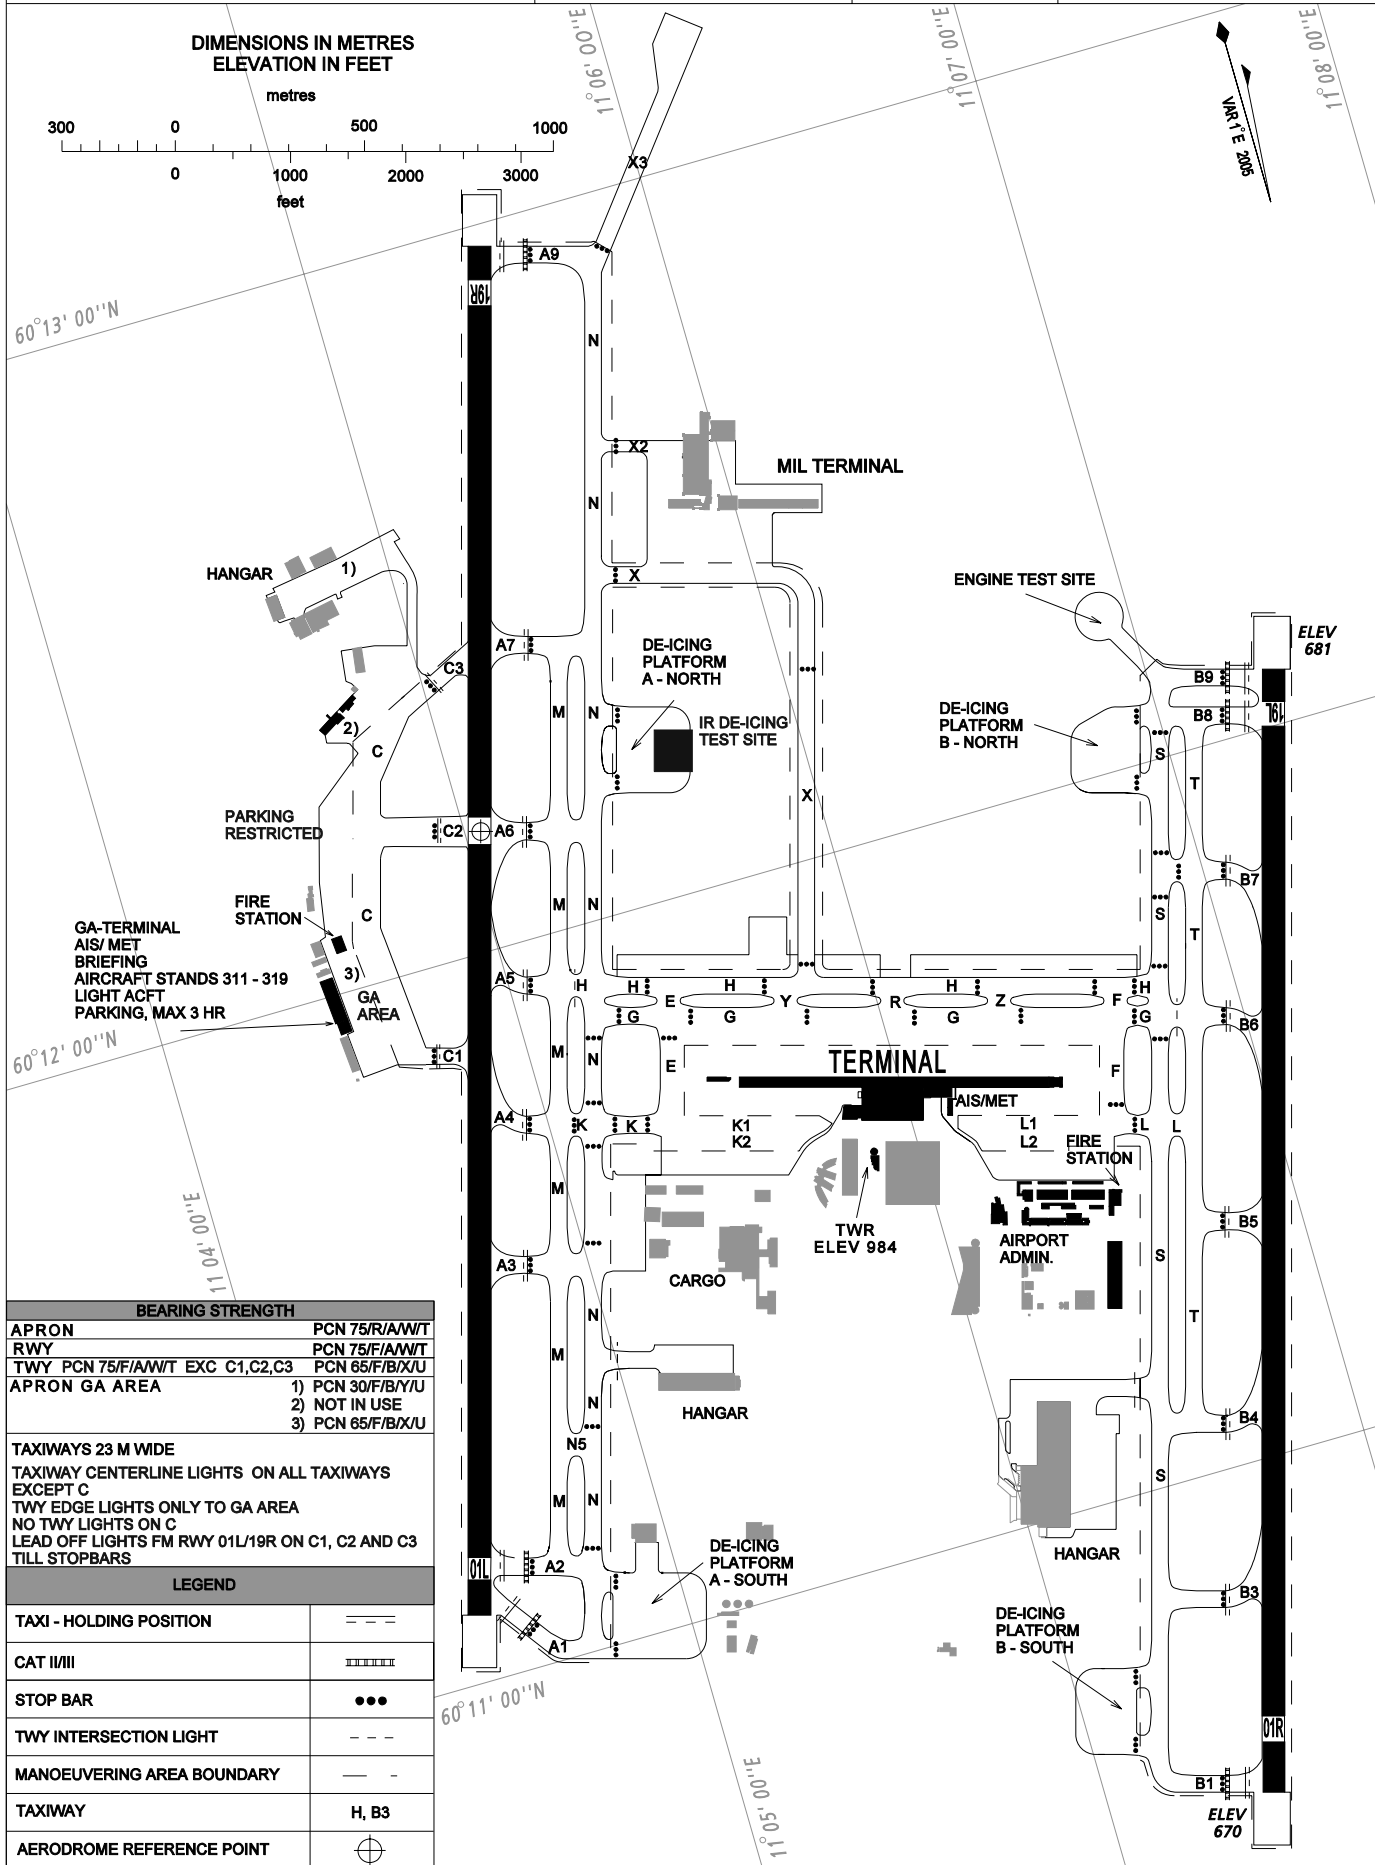 DIMENSIONS IN METRES
ELEVATION IN FEET
metres
300 0 500 1000
0 1000 2000 3000
feet
11° 06' 00''E
11° 07' 00''E
11° 08' 00''E
VAR 1° E 2005
X3
A9
19R
60° 13' 00''N
N
X2
MIL TERMINAL
N
HANGAR
1)
X
ENGINE TEST SITE
ELEV
681
A7
C3
DE-ICING
PLATFORM
A - NORTH
B9
M
N
IR DE-ICING
TEST SITE
DE-ICING
PLATFORM
B - NORTH
B8
19L
2)
C
S
T
X
PARKING
RESTRICTED
C2
A6
B7
FIRE
STATION
C
M
N
S
T
GA-TERMINAL
AIS/ MET
BRIEFING
AIRCRAFT STANDS 311 - 319
LIGHT ACFT
PARKING, MAX 3 HR
3)
GA
AREA
A5
H
H
H
H
H
E
Y
R
Z
F
G
G
G
G
B6
60° 12' 00''N
C1
M
N
E
TERMINAL
F
AIS/MET
A4
K
K
K1
K2
L1
L2
L
L
FIRE
STATION
M
11 04' 00''E
TWR
ELEV 984
AIRPORT
ADMIN.
B5
A3
CARGO
S
N
T
M
HANGAR
N
B4
N5
S
M
N
HANGAR
01L
A2
DE-ICING
PLATFORM
A - SOUTH
B3
A1
DE-ICING
PLATFORM
B - SOUTH
60° 11' 00''N
01R
11° 05' 00''E
B1
ELEV
670
BEARING STRENGTH
APRON PCN 75/R/A/W/T
RWY PCN 75/F/A/W/T
TWY PCN 75/F/A/W/T EXC C1,C2,C3 PCN 65/F/B/X/U
APRON GA AREA 1) PCN 30/F/B/Y/U
2) NOT IN USE
3) PCN 65/F/B/X/U
TAXIWAYS 23 M WIDE
TAXIWAY CENTERLINE LIGHTS ON ALL TAXIWAYS
EXCEPT C
TWY EDGE LIGHTS ONLY TO GA AREA
NO TWY LIGHTS ON C
LEAD OFF LIGHTS FM RWY 01L/19R ON C1, C2 AND C3
TILL STOPBARS
LEGEND
TAXI - HOLDING POSITION
CAT II/III
STOP BAR
TWY INTERSECTION LIGHT
MANOEUVERING AREA BOUNDARY
TAXIWAY H, B3
AERODROME REFERENCE POINT